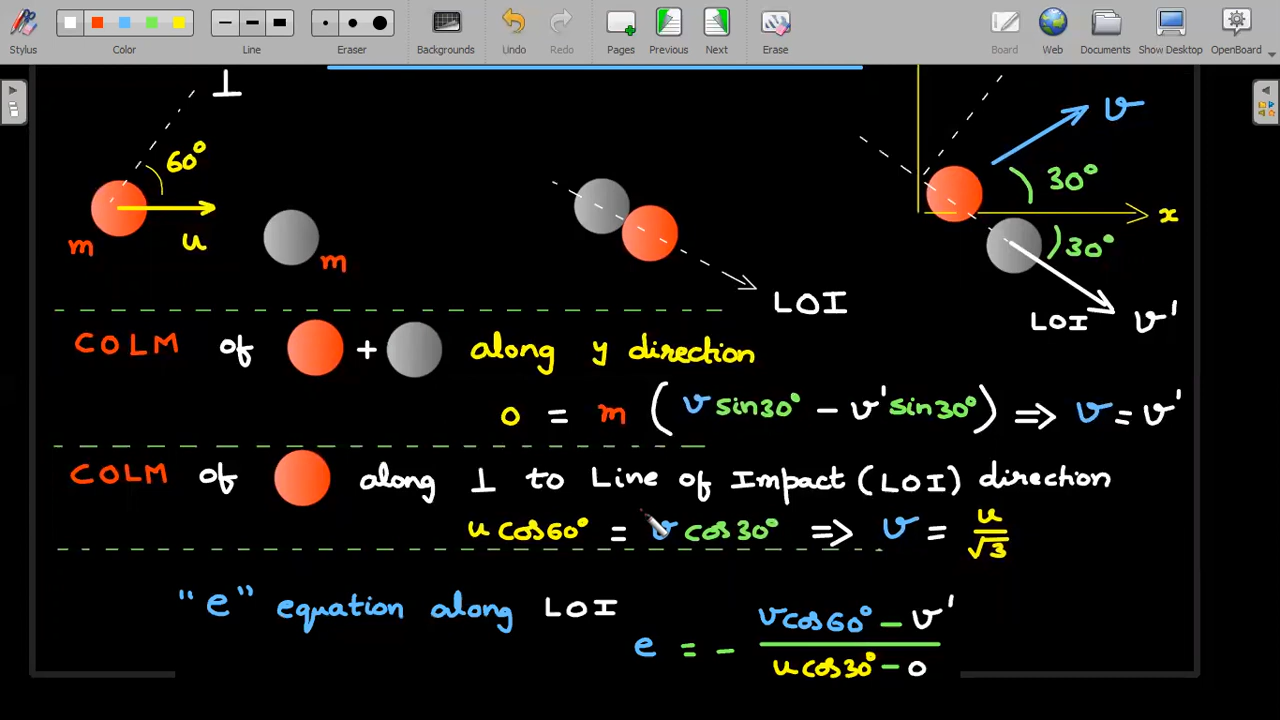 Stylus Color Line Eraser Backgrounds Undo Redo Pages Previous Next Erase Board Web Documents Show Desktop OpenBoard
⊥
60°
u
m
m
LOI
v
30°
x
30°
LOI v'
COLM of + along y direction
0 = m (v sin30° - v' sin30°) => v = v'
COLM of along ⊥ to Line of Impact (LOI) direction
u cos60° = v cos30° => v = u/√3
"e" equation along LOI
e = - (v cos60° - v')/(u cos30° - 0)